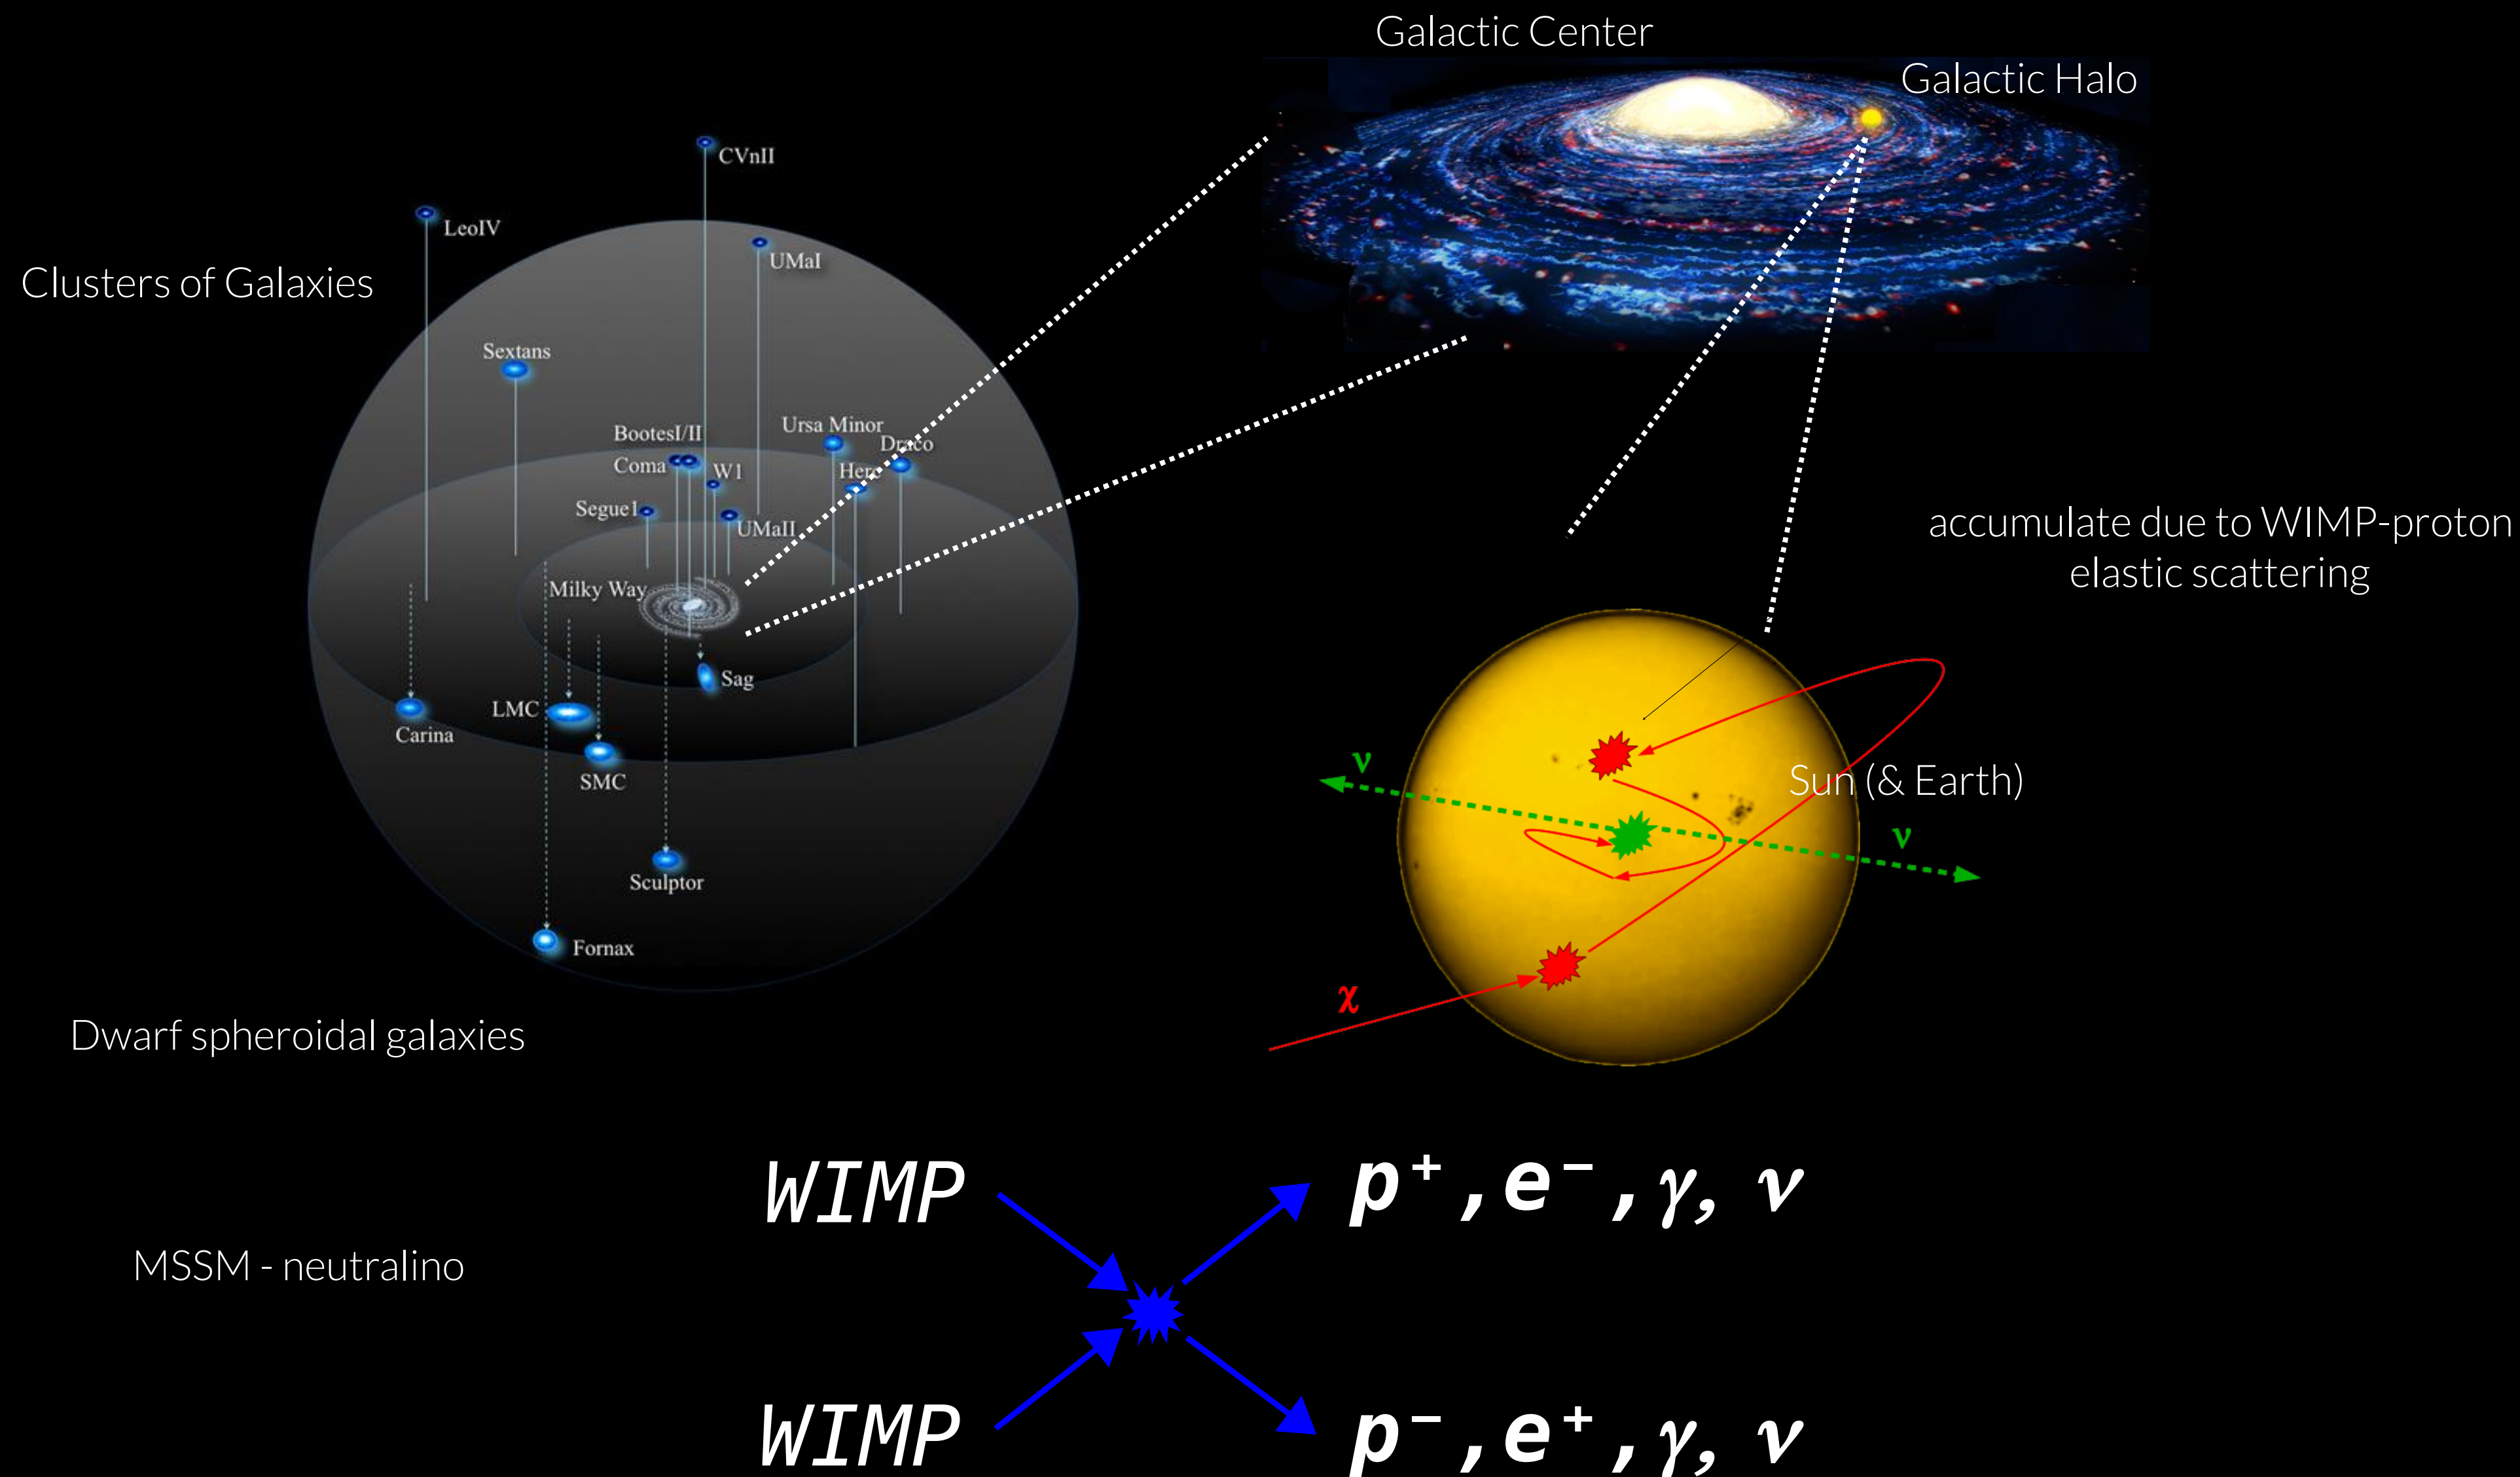 Galactic Center
Galactic Halo
CVnII
LeoIV
UMaI
Clusters of Galaxies
Sextans
Ursa Minor
BootesI/II
Draco
Coma
W1
Herc
Segue1
UMaII
Milky Way
Sag
LMC
Carina
SMC
Sculptor
Fornax
Dwarf spheroidal galaxies
accumulate due to WIMP-proton
elastic scattering
ν
Sun (& Earth)
ν
χ
WIMP
p⁺,e⁻,γ, ν
MSSM - neutralino
WIMP
p⁻,e⁺,γ, ν